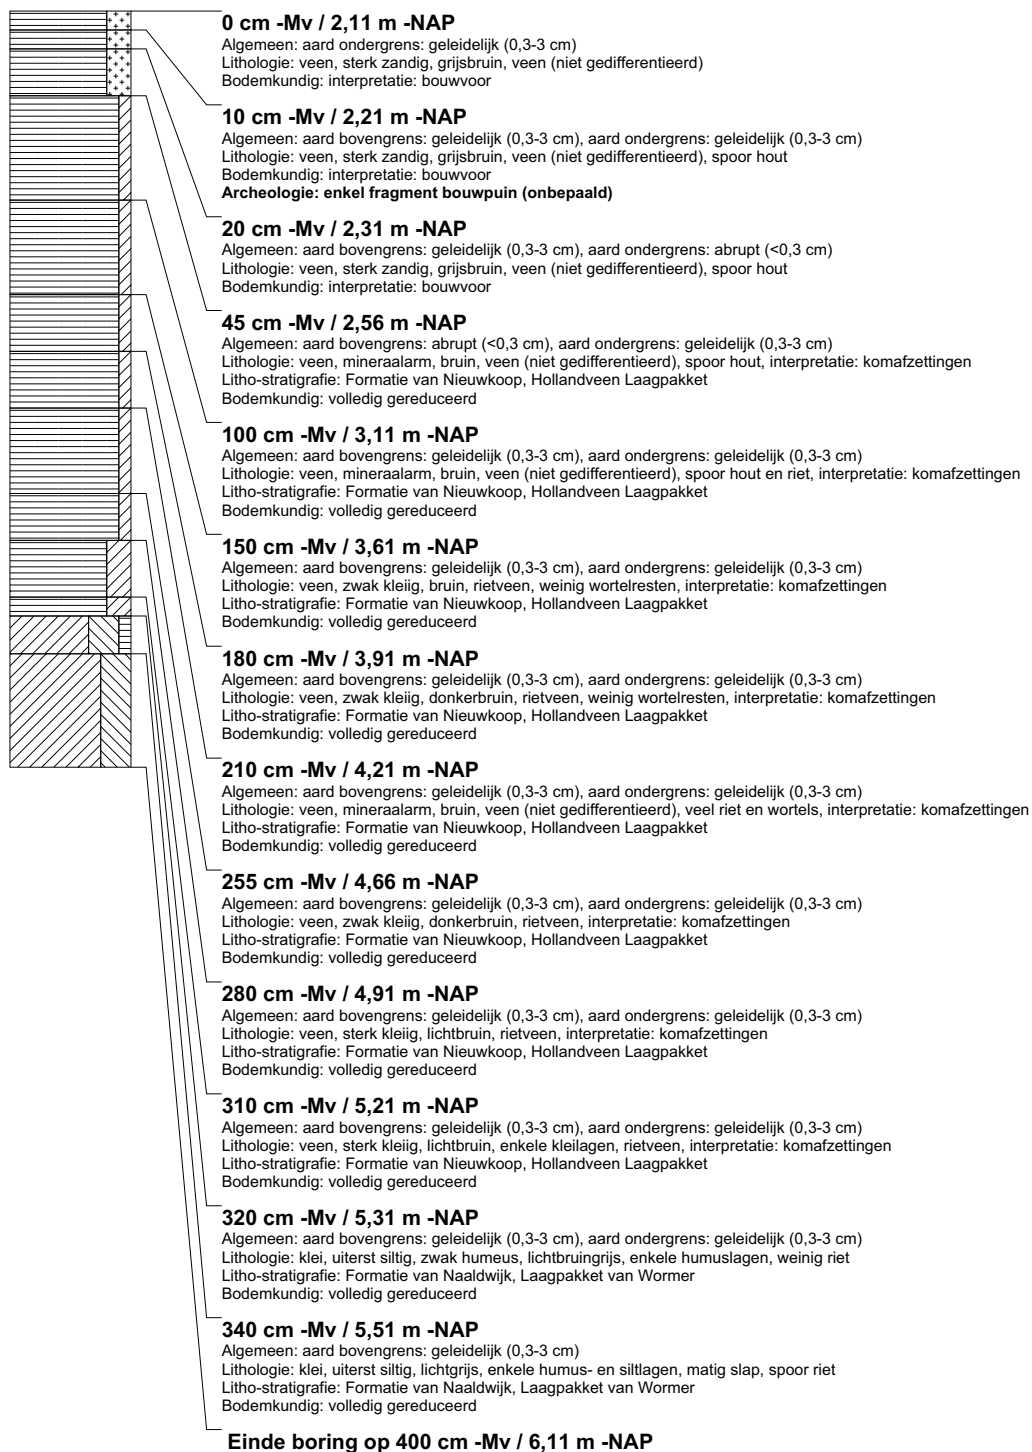 0 cm -Mv / 2,11 m -NAP
Algemeen: aard ondergrens: geleidelijk (0,3-3 cm)
Lithologie: veen, sterk zandig, grijsbruin, veen (niet gedifferentieerd)
Bodemkundig: interpretatie: bouwvoor
10 cm -Mv / 2,21 m -NAP
Algemeen: aard bovengrens: geleidelijk (0,3-3 cm), aard ondergrens: geleidelijk (0,3-3 cm)
Lithologie: veen, sterk zandig, grijsbruin, veen (niet gedifferentieerd), spoor hout
Bodemkundig: interpretatie: bouwvoor
Archeologie: enkel fragment bouwpuin (onbepaald)
20 cm -Mv / 2,31 m -NAP
Algemeen: aard bovengrens: geleidelijk (0,3-3 cm), aard ondergrens: abrupt (<0,3 cm)
Lithologie: veen, sterk zandig, grijsbruin, veen (niet gedifferentieerd), spoor hout
Bodemkundig: interpretatie: bouwvoor
45 cm -Mv / 2,56 m -NAP
Algemeen: aard bovengrens: abrupt (<0,3 cm), aard ondergrens: geleidelijk (0,3-3 cm)
Lithologie: veen, mineraalarm, bruin, veen (niet gedifferentieerd), spoor hout, interpretatie: komafzettingen
Litho-stratigrafie: Formatie van Nieuwkoop, Hollandveen Laagpakket
Bodemkundig: volledig gereduceerd
100 cm -Mv / 3,11 m -NAP
Algemeen: aard bovengrens: geleidelijk (0,3-3 cm), aard ondergrens: geleidelijk (0,3-3 cm)
Lithologie: veen, mineraalarm, bruin, veen (niet gedifferentieerd), spoor hout en riet, interpretatie: komafzettingen
Litho-stratigrafie: Formatie van Nieuwkoop, Hollandveen Laagpakket
Bodemkundig: volledig gereduceerd
150 cm -Mv / 3,61 m -NAP
Algemeen: aard bovengrens: geleidelijk (0,3-3 cm), aard ondergrens: geleidelijk (0,3-3 cm)
Lithologie: veen, zwak kleiig, bruin, rietveen, weinig wortelresten, interpretatie: komafzettingen
Litho-stratigrafie: Formatie van Nieuwkoop, Hollandveen Laagpakket
Bodemkundig: volledig gereduceerd
180 cm -Mv / 3,91 m -NAP
Algemeen: aard bovengrens: geleidelijk (0,3-3 cm), aard ondergrens: geleidelijk (0,3-3 cm)
Lithologie: veen, zwak kleiig, donkerbruin, rietveen, weinig wortelresten, interpretatie: komafzettingen
Litho-stratigrafie: Formatie van Nieuwkoop, Hollandveen Laagpakket
Bodemkundig: volledig gereduceerd
210 cm -Mv / 4,21 m -NAP
Algemeen: aard bovengrens: geleidelijk (0,3-3 cm), aard ondergrens: geleidelijk (0,3-3 cm)
Lithologie: veen, mineraalarm, bruin, veen (niet gedifferentieerd), veel riet en wortels, interpretatie: komafzettingen
Litho-stratigrafie: Formatie van Nieuwkoop, Hollandveen Laagpakket
Bodemkundig: volledig gereduceerd
255 cm -Mv / 4,66 m -NAP
Algemeen: aard bovengrens: geleidelijk (0,3-3 cm), aard ondergrens: geleidelijk (0,3-3 cm)
Lithologie: veen, zwak kleiig, donkerbruin, rietveen, interpretatie: komafzettingen
Litho-stratigrafie: Formatie van Nieuwkoop, Hollandveen Laagpakket
Bodemkundig: volledig gereduceerd
280 cm -Mv / 4,91 m -NAP
Algemeen: aard bovengrens: geleidelijk (0,3-3 cm), aard ondergrens: geleidelijk (0,3-3 cm)
Lithologie: veen, sterk kleiig, lichtbruin, rietveen, interpretatie: komafzettingen
Litho-stratigrafie: Formatie van Nieuwkoop, Hollandveen Laagpakket
Bodemkundig: volledig gereduceerd
310 cm -Mv / 5,21 m -NAP
Algemeen: aard bovengrens: geleidelijk (0,3-3 cm), aard ondergrens: geleidelijk (0,3-3 cm)
Lithologie: veen, sterk kleiig, lichtbruin, enkele kleilagen, rietveen, interpretatie: komafzettingen
Litho-stratigrafie: Formatie van Nieuwkoop, Hollandveen Laagpakket
Bodemkundig: volledig gereduceerd
320 cm -Mv / 5,31 m -NAP
Algemeen: aard bovengrens: geleidelijk (0,3-3 cm), aard ondergrens: geleidelijk (0,3-3 cm)
Lithologie: klei, uiterst siltig, zwak humeus, lichtbruingrijs, enkele humuslagen, weinig riet
Litho-stratigrafie: Formatie van Naaldwijk, Laagpakket van Wormer
Bodemkundig: volledig gereduceerd
340 cm -Mv / 5,51 m -NAP
Algemeen: aard bovengrens: geleidelijk (0,3-3 cm)
Lithologie: klei, uiterst siltig, lichtgrijs, enkele humus- en siltlagen, matig slap, spoor riet
Litho-stratigrafie: Formatie van Naaldwijk, Laagpakket van Wormer
Bodemkundig: volledig gereduceerd
Einde boring op 400 cm -Mv / 6,11 m -NAP